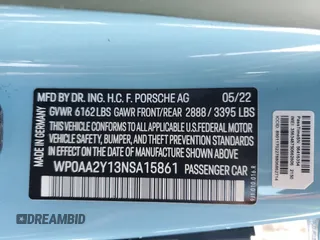 MFD BY DR. ING. H.C. F. PORSCHE AG 05/22
GVWR 6162LBS GAWR FRONT/REAR 2888 / 3395 LBS
THIS VEHICLE CONFORMS TO ALL APPLICABLE
FEDERAL MOTOR VEHICLE SAFETY, BUMPER, AND
THEFT PREVENTION STANDARDS IN EFFECT ON
THE DATE OF MANUFACTURE SHOWN ABOVE.
WP0AA2Y13NSA15861 PASSENGER CAR
MADE IN GERMANY